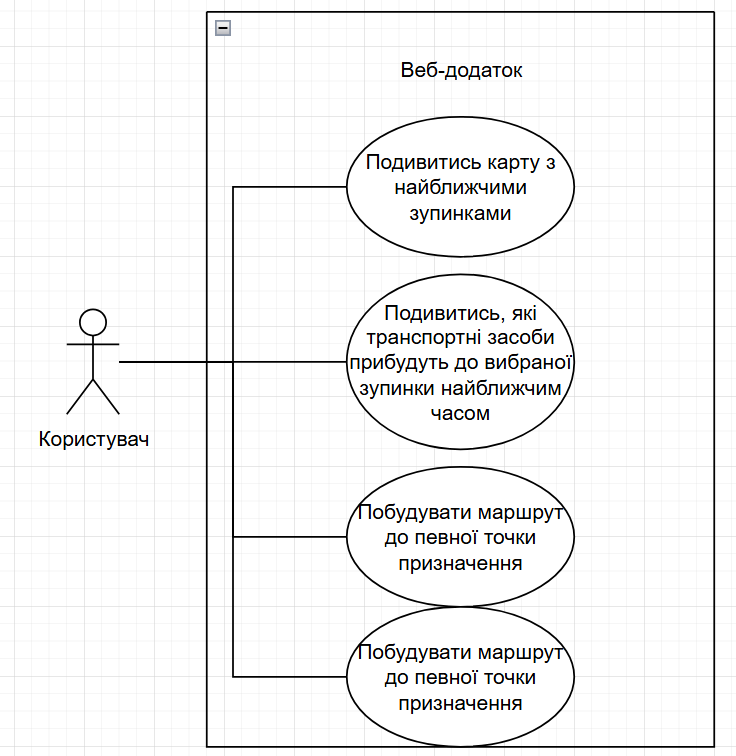 Веб-додаток
Подивитись карту з
найближчими
зупинками
Подивитись, які
транспортні засоби
прибудуть до вибраної
зупинки найближчим
часом
Користувач
Побудувати маршрут
до певної точки
призначення
Побудувати маршрут
до певної точки
призначення